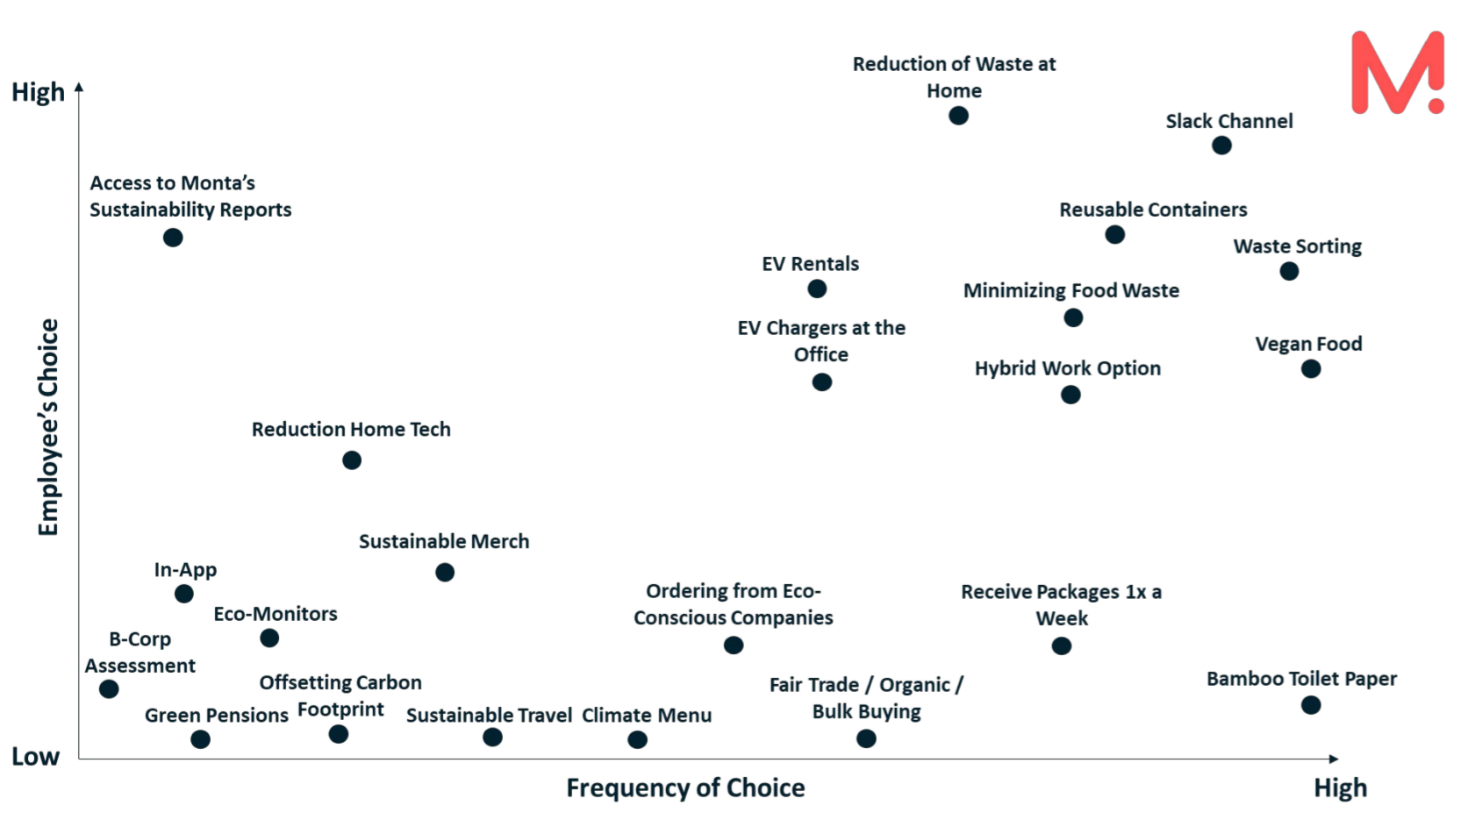 Reduction of Waste at
Home
High
Slack Channel
Access to Monta's
Sustainability Reports
Reusable Containers
Waste Sorting
EV Rentals
Minimizing Food Waste
EV Chargers at the
Office
Vegan Food
Hybrid Work Option
Employee's Choice
Reduction Home Tech
Sustainable Merch
In-App
Eco-Monitors
Ordering from Eco-
Conscious Companies
Receive Packages 1x a
Week
B-Corp
Assessment
Offsetting Carbon
Footprint
Fair Trade / Organic /
Bulk Buying
Bamboo Toilet Paper
Green Pensions
Sustainable Travel
Climate Menu
Low
Frequency of Choice
High
M